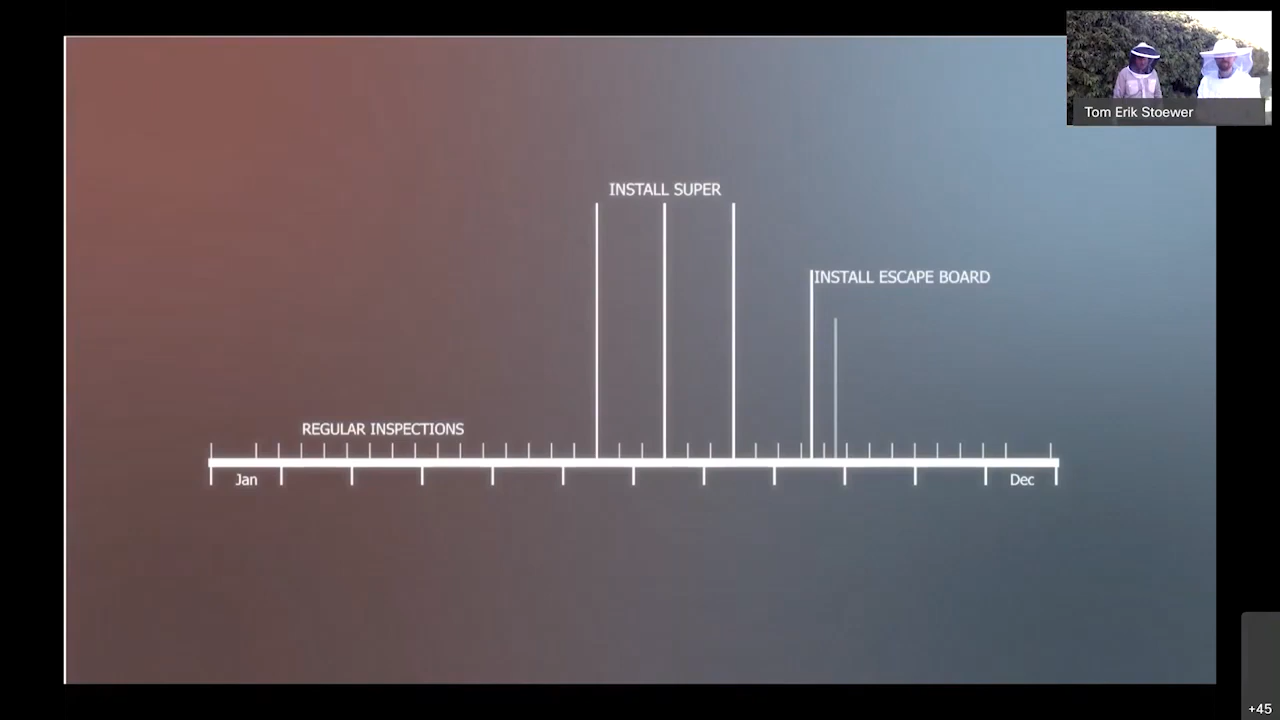 Tom Erik Stoewer
INSTALL SUPER
INSTALL ESCAPE BOARD
REGULAR INSPECTIONS
Jan
Dec
+45